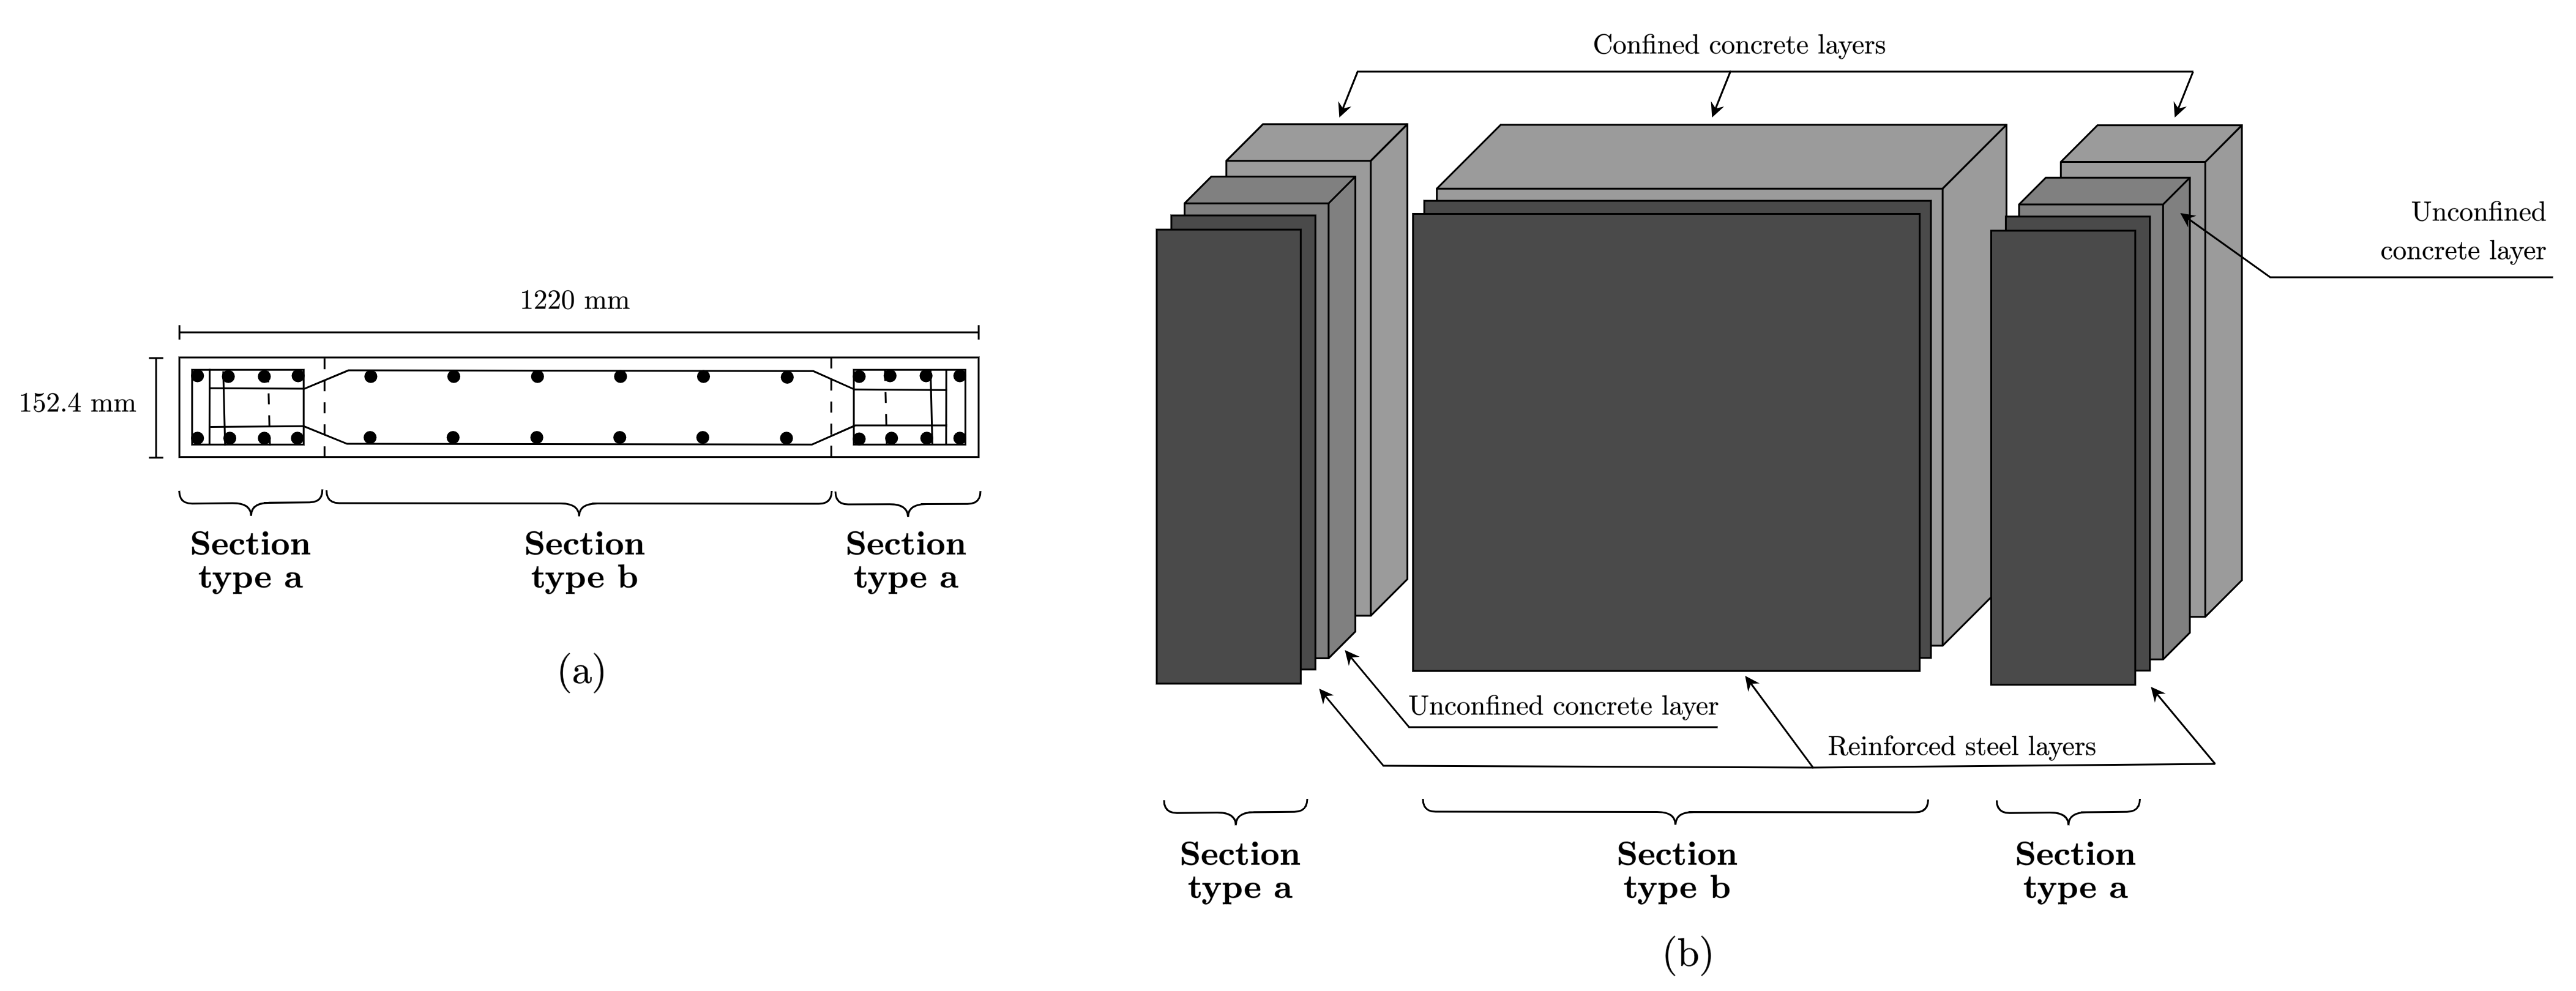 1220 mm
152.4 mm
Section
type a
Section
type b
Section
type a
(a)
Confined concrete layers
Unconfined
concrete layer
Unconfined concrete layer
Reinforced steel layers
Section
type a
Section
type b
Section
type a
(b)